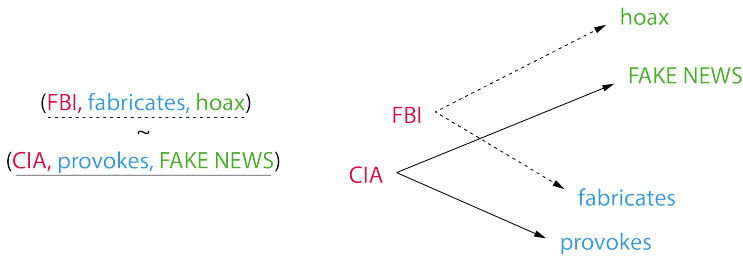 (FBI, fabricates, hoax)
~
(CIA, provokes, FAKE NEWS)
hoax
FAKE NEWS
FBI
CIA
fabricates
provokes